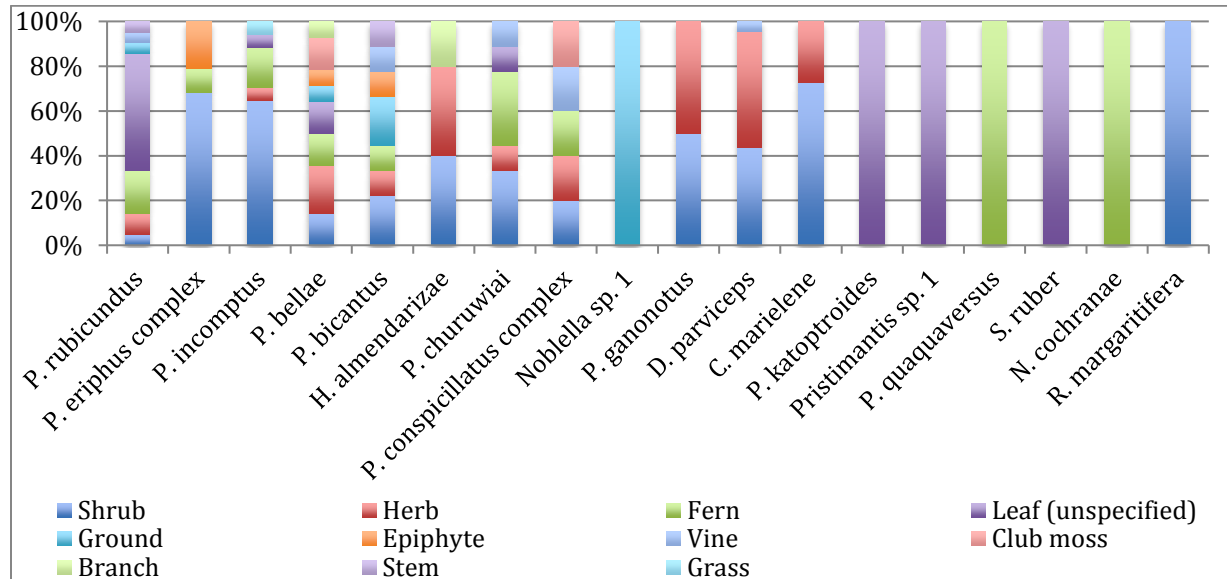 100%
80%
60%
40%
20%
0%
P. rubicundus
P. eriphus complex
P. incomptus
P. bellae
P. bicantus
H. almendarizae
P. churuwiai
P. conspicillatus complex
Noblella sp. 1
P. ganonotus
D. parviceps
C. marielene
P. katoptroides
Pristimantis sp. 1
P. quaquaversus
S. ruber
N. cochranae
R. margaritifera
Shrub Herb Fern Leaf (unspecified)
Ground Epiphyte Vine Club moss
Branch Stem Grass